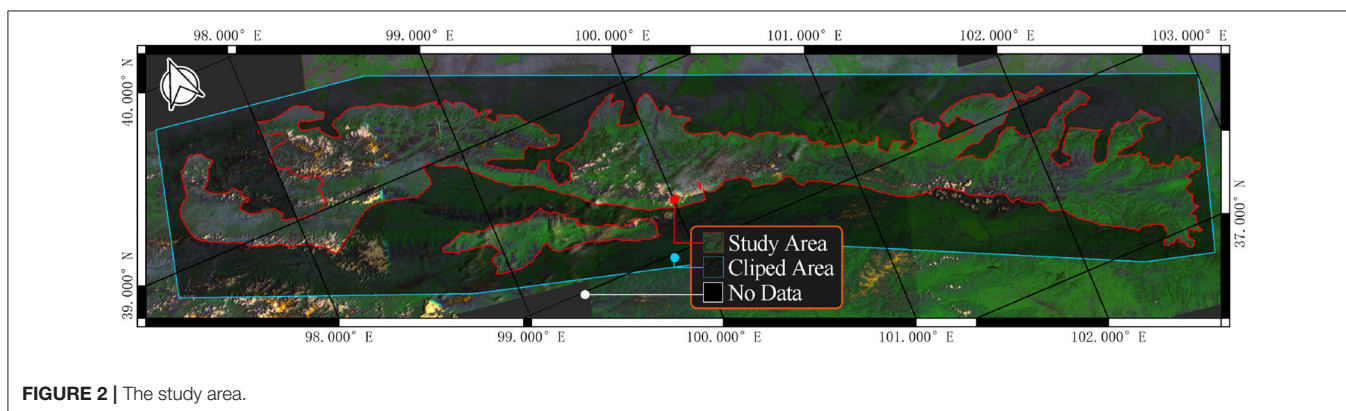 98.000° E
99.000° E
100.000° E
101.000° E
102.000° E
103.000° E
40.000° N
39.000° N
37.000° N
Study Area
Cliped Area
No Data
98.000° E
99.000° E
100.000° E
101.000° E
102.000° E
FIGURE 2 | The study area.